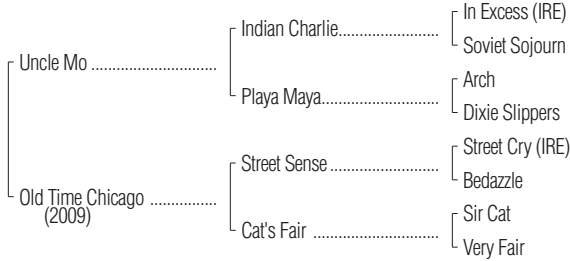 In Excess (IRE)
Indian Charlie..........................
Soviet Sojourn
Uncle Mo ................................
Arch
Playa Maya..............................
Dixie Slippers
Street Cry (IRE)
Street Sense ............................
Bedazzle
Old Time Chicago .................
(2009)
Sir Cat
Cat's Fair ................................
Very Fair